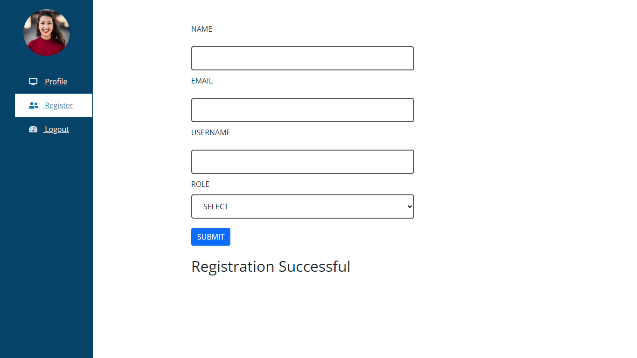 Profile
Register
Logout
NAME
EMAIL
USERNAME
ROLE
SELECT
SUBMIT
Registration Successful